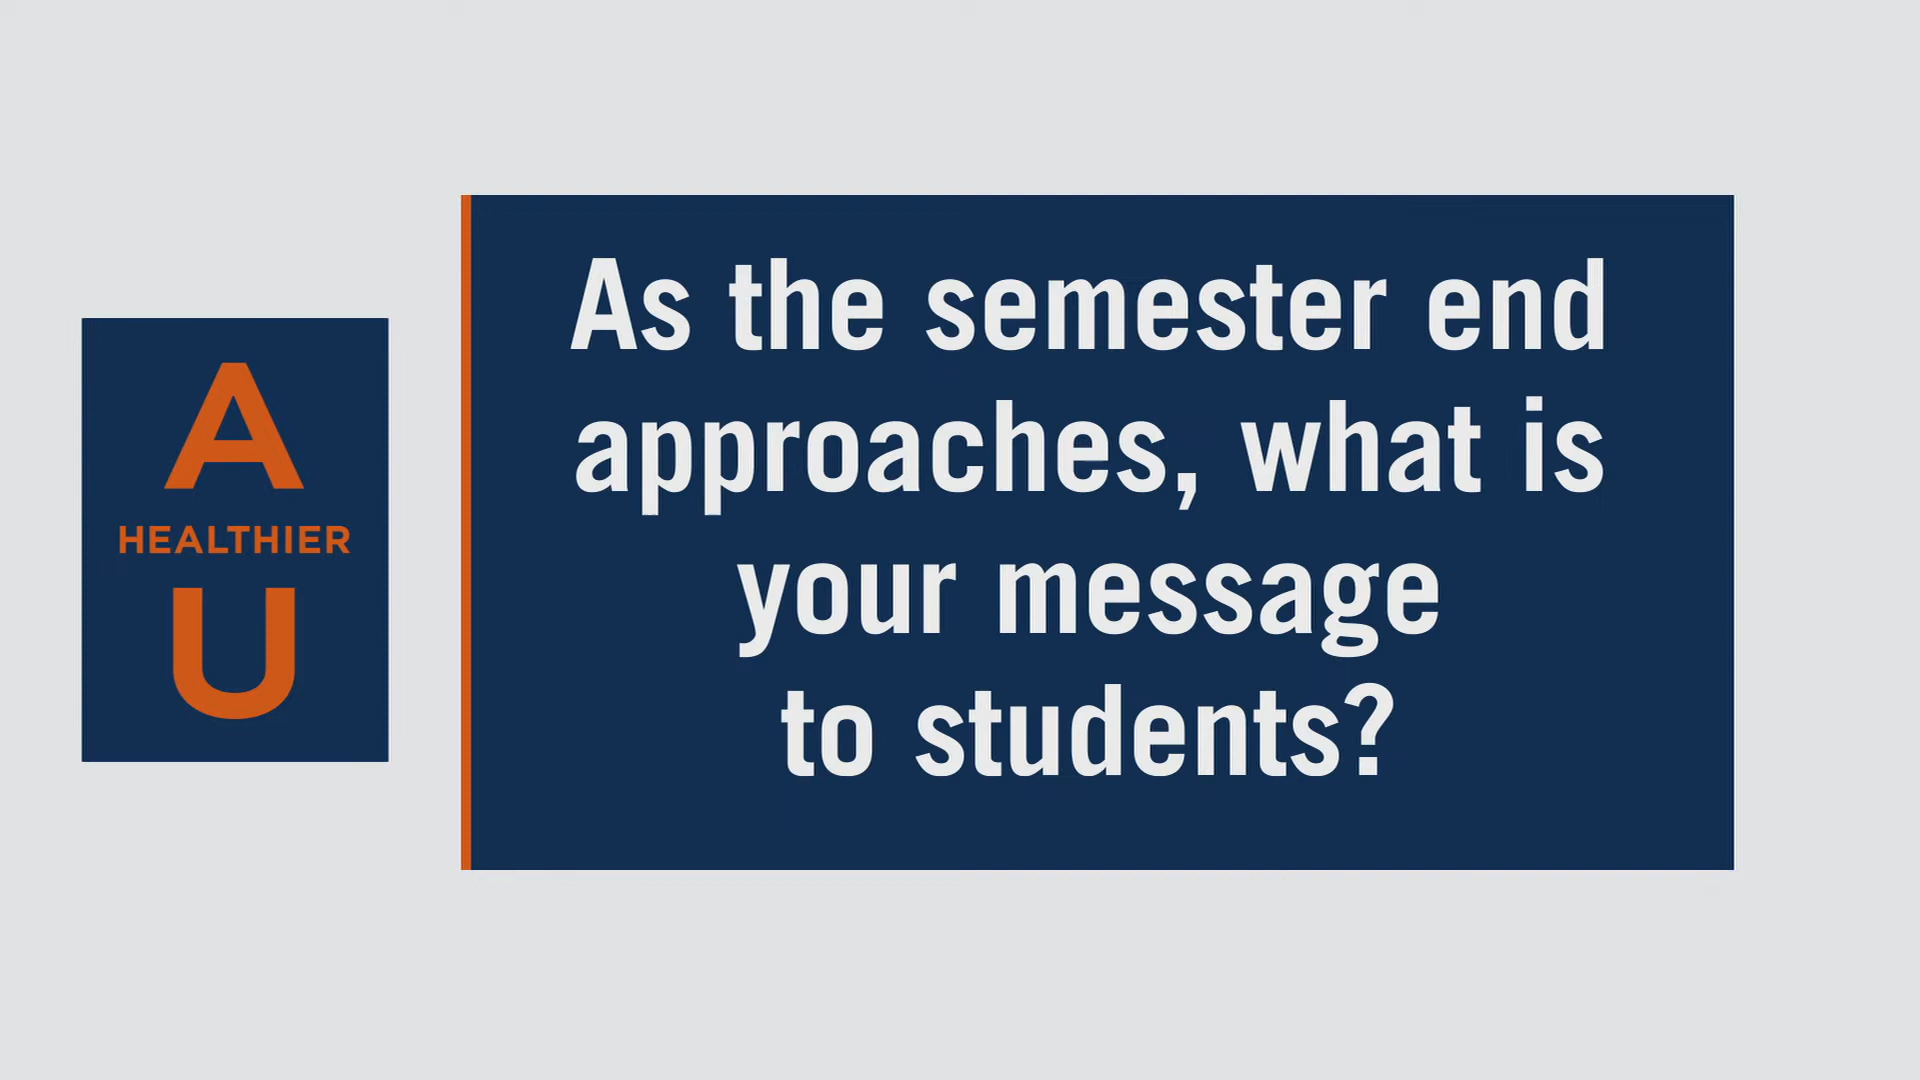 A
HEALTHIER
U
As the semester end
approaches, what is
your message
to students?